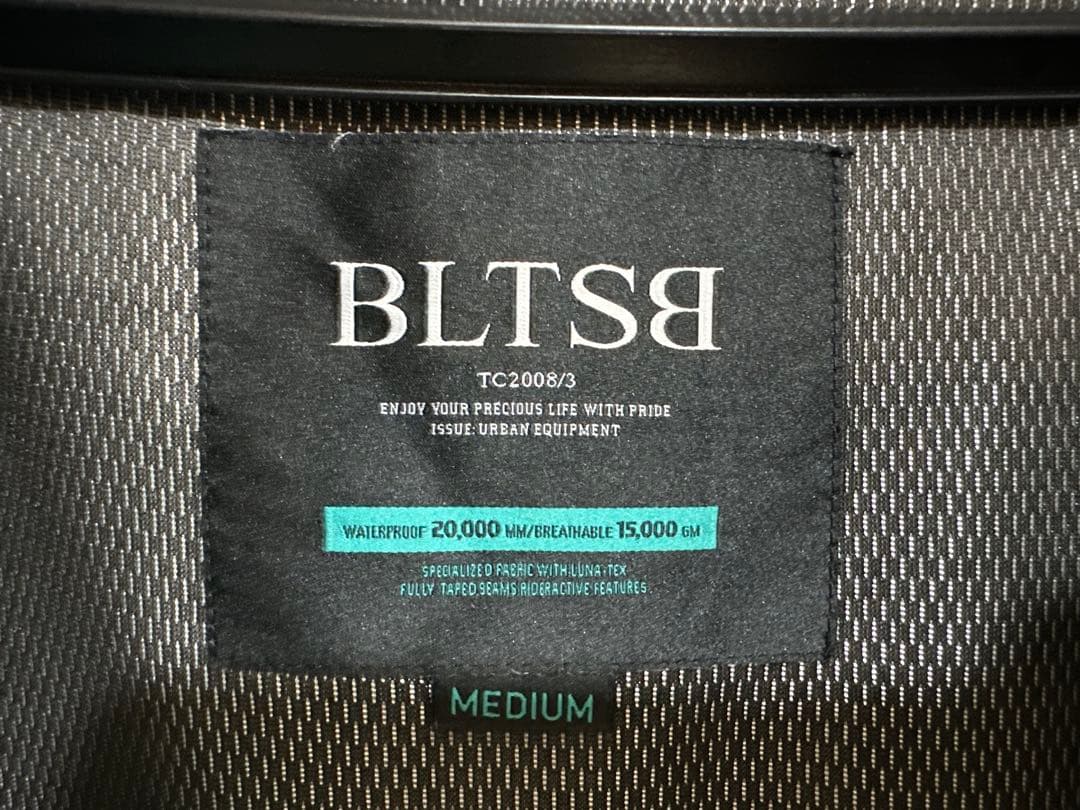 BLTSB
TC2008/3
ENJOY YOUR PRECIOUS LIFE WITH PRIDE
ISSUE: URBAN EQUIPMENT
WATERPROOF 20,000 MM/BREATHABLE 15,000 GM
SPECIALIZED FABRIC WITH LUNA-TEX
FULLY TAPED SEAMS RIDERACTIVE FEATURES
MEDIUM